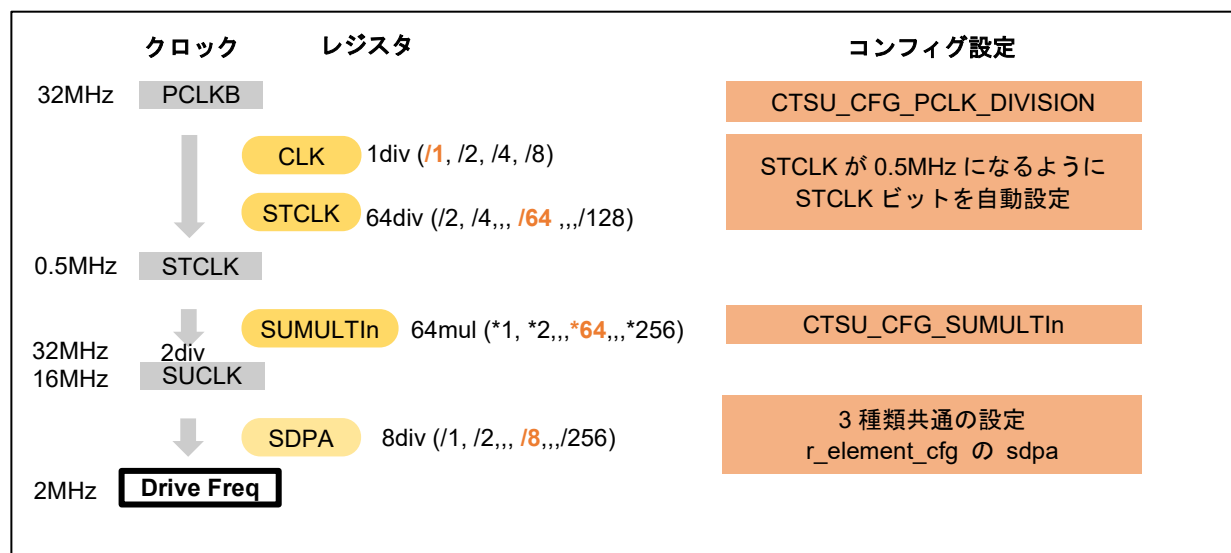 クロック レジスタ コンフィグ設定
32MHz PCLKB CTSU_CFG_PCLK_DIVISION
CLK 1div (/1, /2, /4, /8)
STCLK が 0.5MHz になるように
STCLK ビットを自動設定
STCLK 64div (/2, /4,,, /64 ,,,/128)
0.5MHz STCLK
SUMULTIn 64mul (*1, *2,,,*64,,,*256) CTSU_CFG_SUMULTIn
32MHz 2div
16MHz SUCLK
SDPA 8div (/1, /2,,, /8,,,/256)
3 種類共通の設定
r_element_cfg の sdpa
2MHz Drive Freq